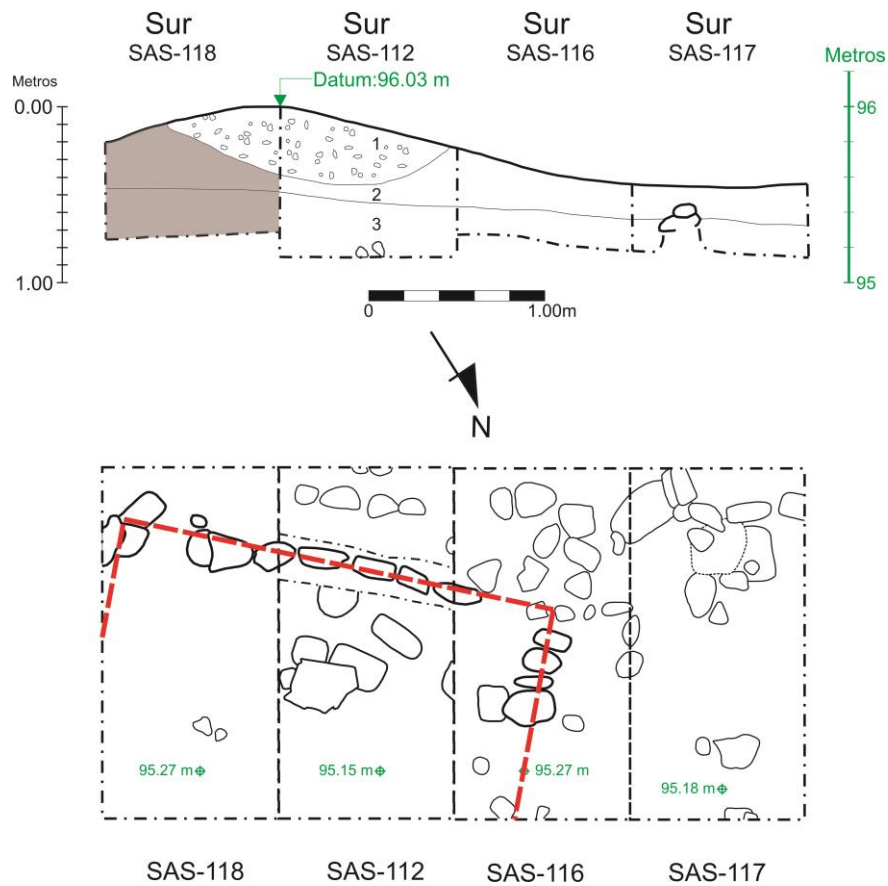 Sur Sur Sur Sur
SAS-118 SAS-112 SAS-116 SAS-117
Metros Datum:96.03 m Metros
0.00 96
1
2
3
1.00 95
0 1.00m
N
95.27 m 95.15 m 95.27 m 95.18 m
SAS-118 SAS-112 SAS-116 SAS-117